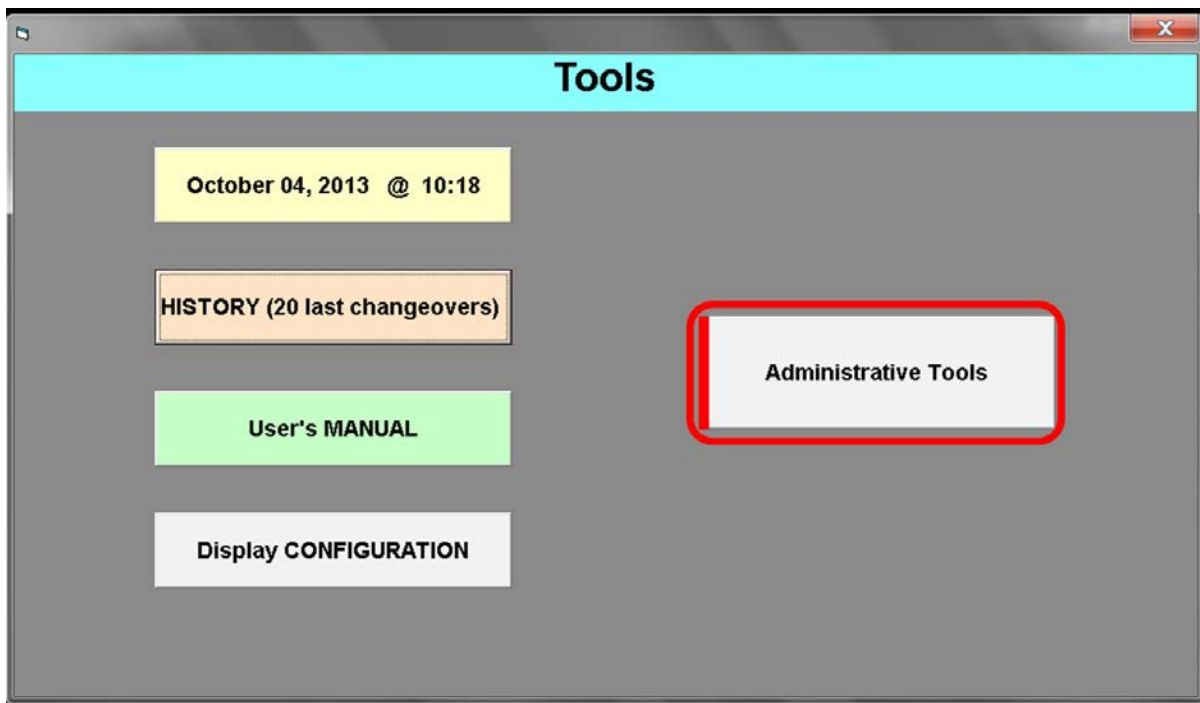 Tools
October 04, 2013 @ 10:18
HISTORY (20 last changeovers)
User's MANUAL
Display CONFIGURATION
Administrative Tools